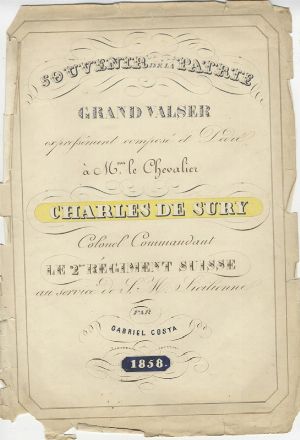 SOUVENIR DE LA PATRIE
GRAND VALSER
expressément composé et Dédié
à M.me le Chevalier
CHARLES DE SURY
Colonel Commandant
LE 2me RÉGIMENT SUISSE
au service de S. M. Sicilienne
PAR
GABRIEL COSTA
1858.